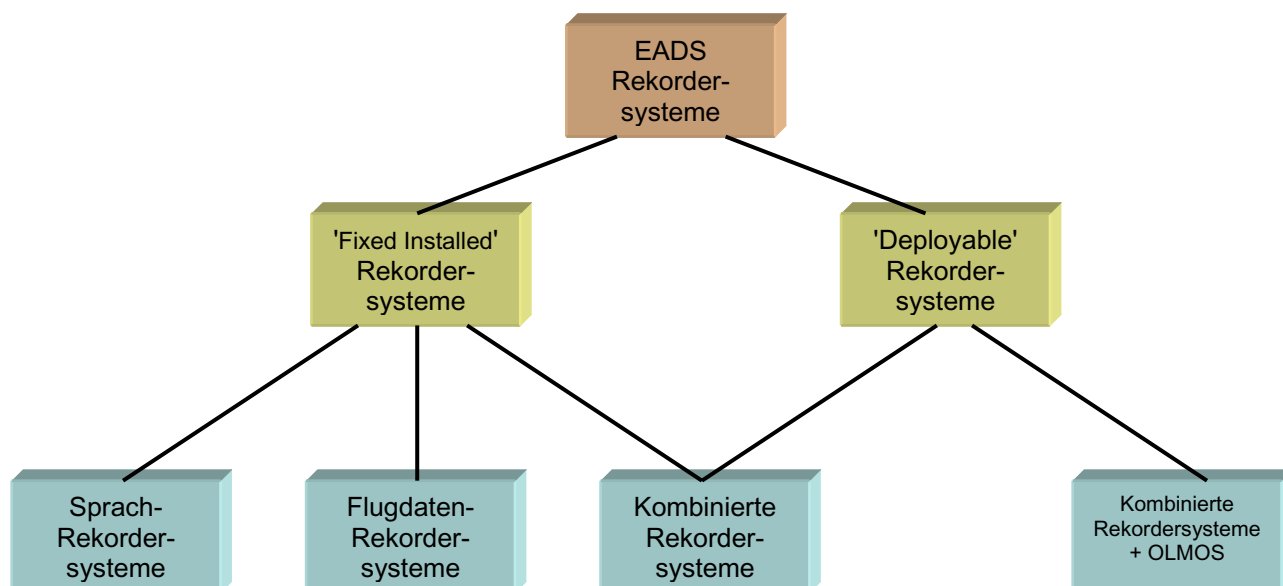 EADS
Rekorder-
systeme
'Fixed Installed'
Rekorder-
systeme
'Deployable'
Rekorder-
systeme
Sprach-
Rekorder-
systeme
Flugdaten-
Rekorder-
systeme
Kombinierte
Rekorder-
systeme
Kombinierte
Rekordersysteme
+ OLMOS